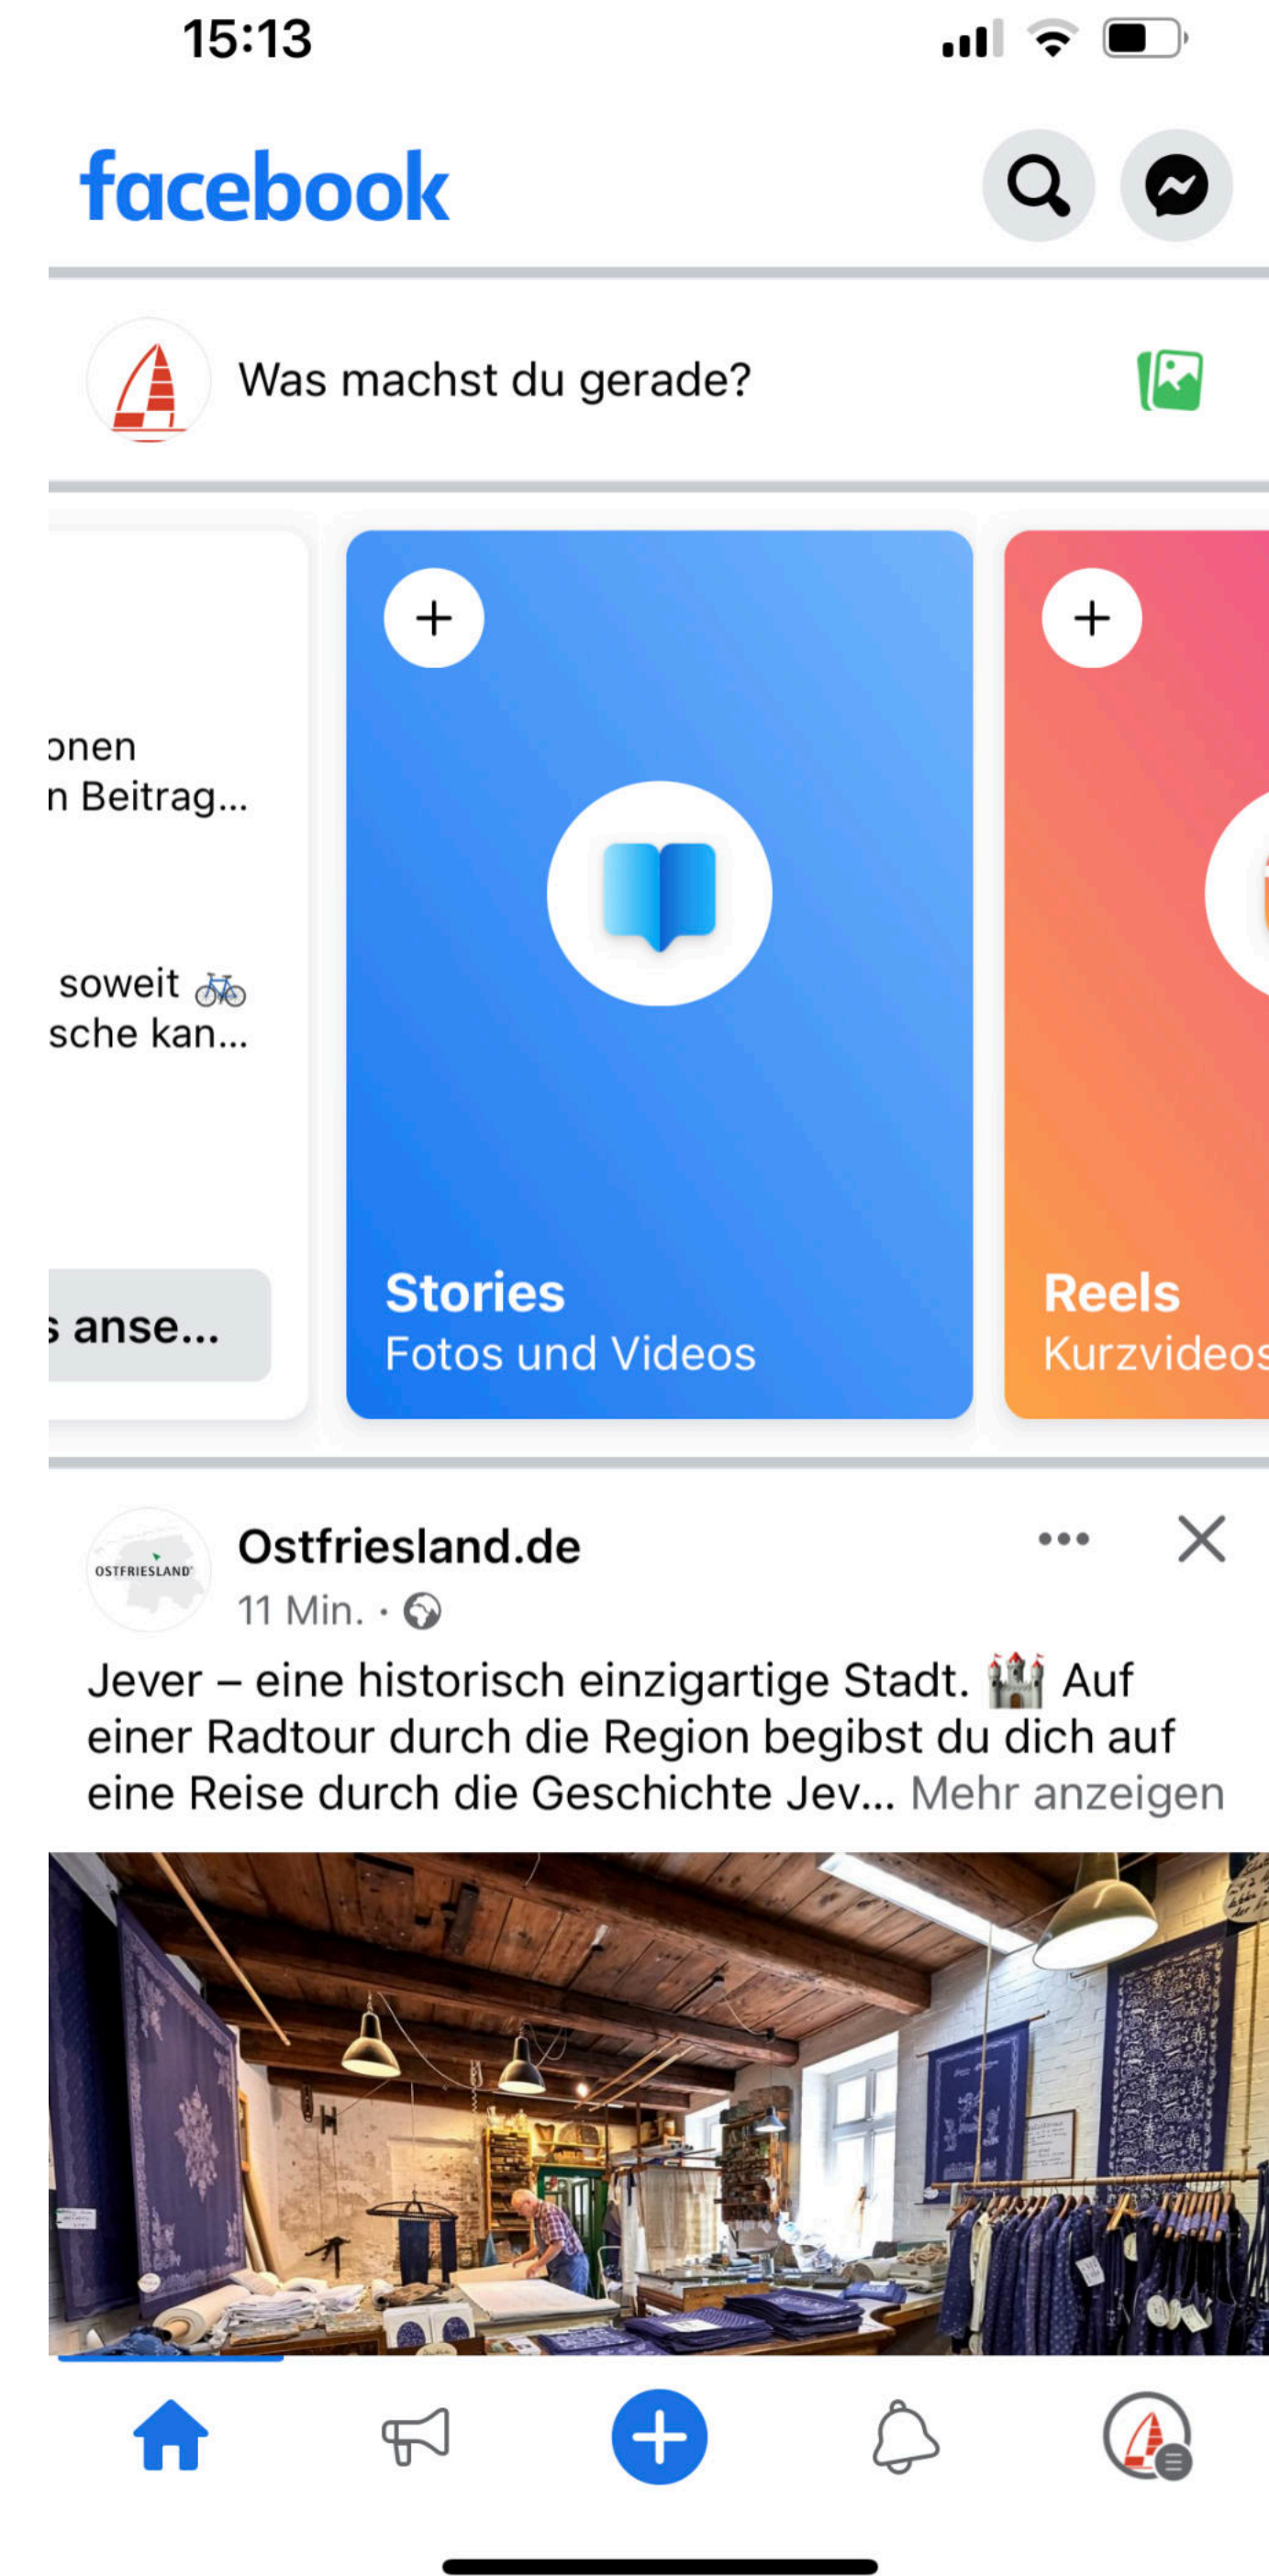 15:13
facebook
Was machst du gerade?
onen
n Beitrag...
soweit 🚲
sche kan...
s anse...
Stories
Fotos und Videos
Reels
Kurzvideos
OSTFRIESLAND
Ostfriesland.de
11 Min. ·
Jever – eine historisch einzigartige Stadt. 🏰 Auf
einer Radtour durch die Region begibst du dich auf
eine Reise durch die Geschichte Jev... Mehr anzeigen